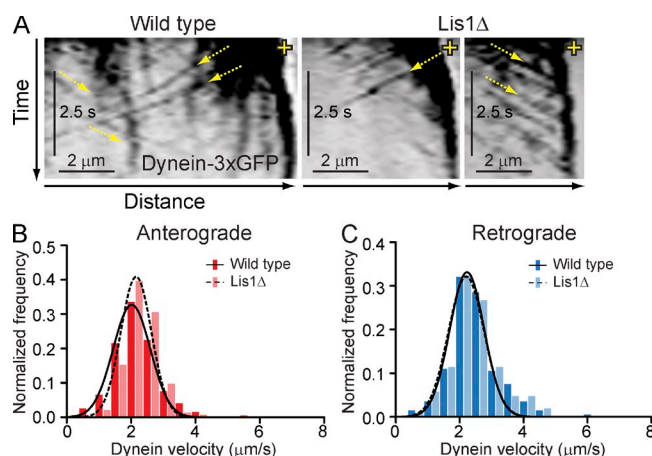 A Wild type Lis1Δ
Time
+ + +
2.5 s 2.5 s 2.5 s
2 μm Dynein-3xGFP 2 μm 2 μm
Distance
B Anterograde
Normalized frequency
0.5
0.4
0.3
0.2
0.1
0.0
Wild type
Lis1Δ
0 2 4 6 8
Dynein velocity (μm/s)
C Retrograde
Normalized frequency
0.4
0.3
0.2
0.1
0.0
Wild type
Lis1Δ
0 2 4 6 8
Dynein velocity (μm/s)